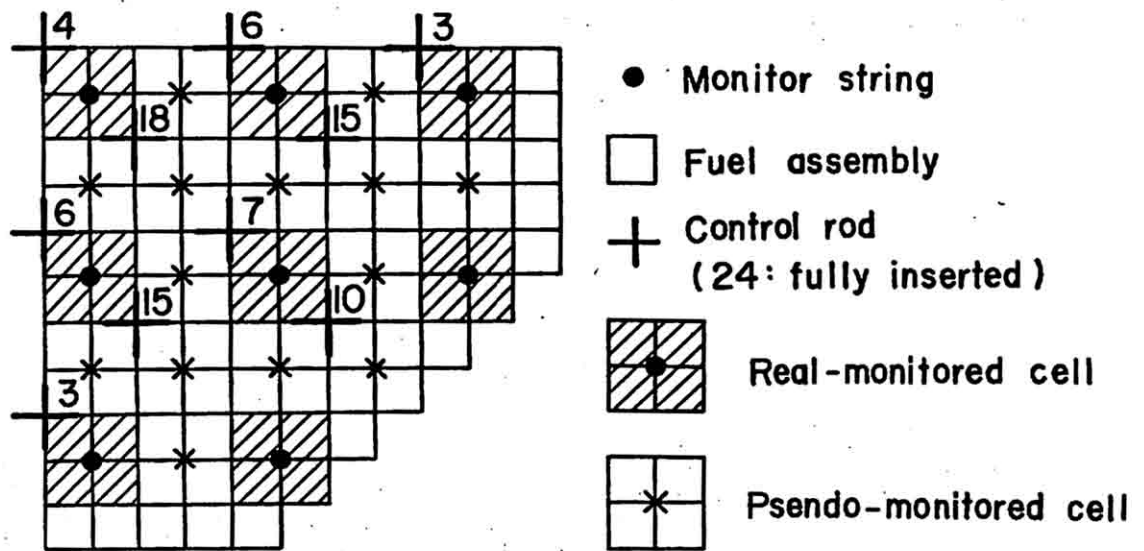 4 6 3
18 15
6 7
15 10
3
Monitor string
Fuel assembly
Control rod
(24: fully inserted)
Real-monitored cell
Psendo-monitored cell